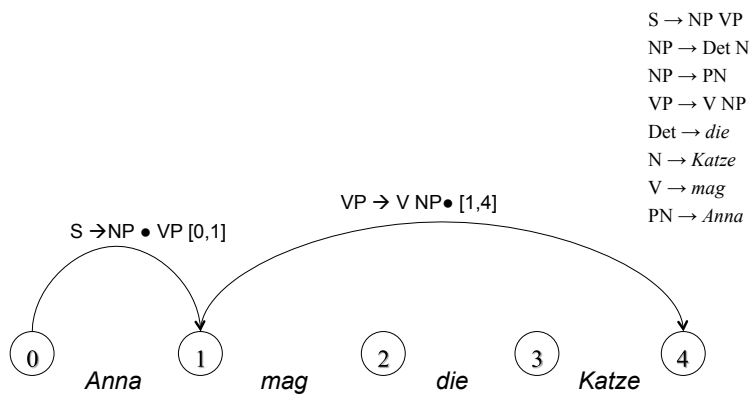 S → NP VP
NP → Det N
NP → PN
VP → V NP
Det → die
N → Katze
V → mag
PN → Anna
VP → V NP● [1,4]
S →NP ● VP [0,1]
0 1 2 3 4
Anna mag die Katze